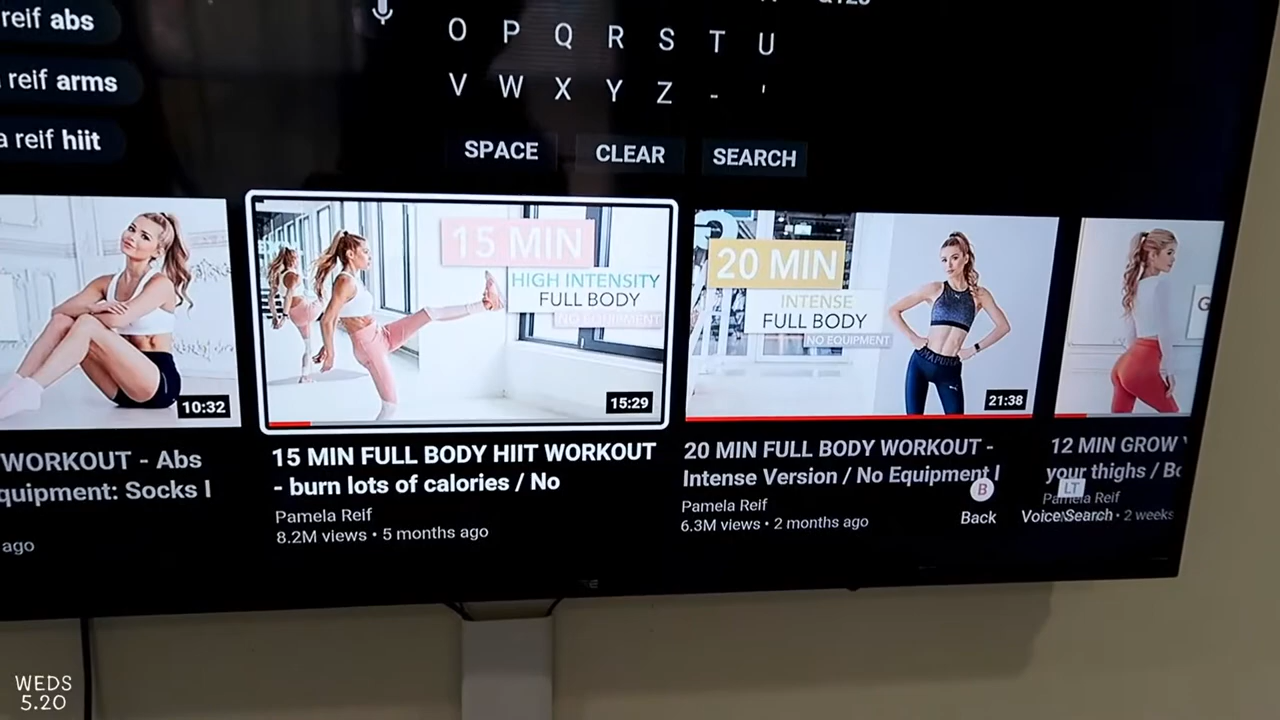 reif abs
reif arms
a reif hiit
O P Q R S T U
V W X Y Z - '
SPACE CLEAR SEARCH
10:32
15 MIN
HIGH INTENSITY
FULL BODY
NO EQUIPMENT
15:29
20 MIN
INTENSE
FULL BODY
NO EQUIPMENT
21:38
G
WORKOUT - Abs
quipment: Socks I
ago
15 MIN FULL BODY HIIT WORKOUT
- burn lots of calories / No
Pamela Reif
8.2M views • 5 months ago
20 MIN FULL BODY WORKOUT -
Intense Version / No Equipment I
Pamela Reif
6.3M views • 2 months ago
12 MIN GROW
your thighs / Bo
Pamela Reif
2 weeks
B
Back
LT
Voice Search
WEDS
5.20